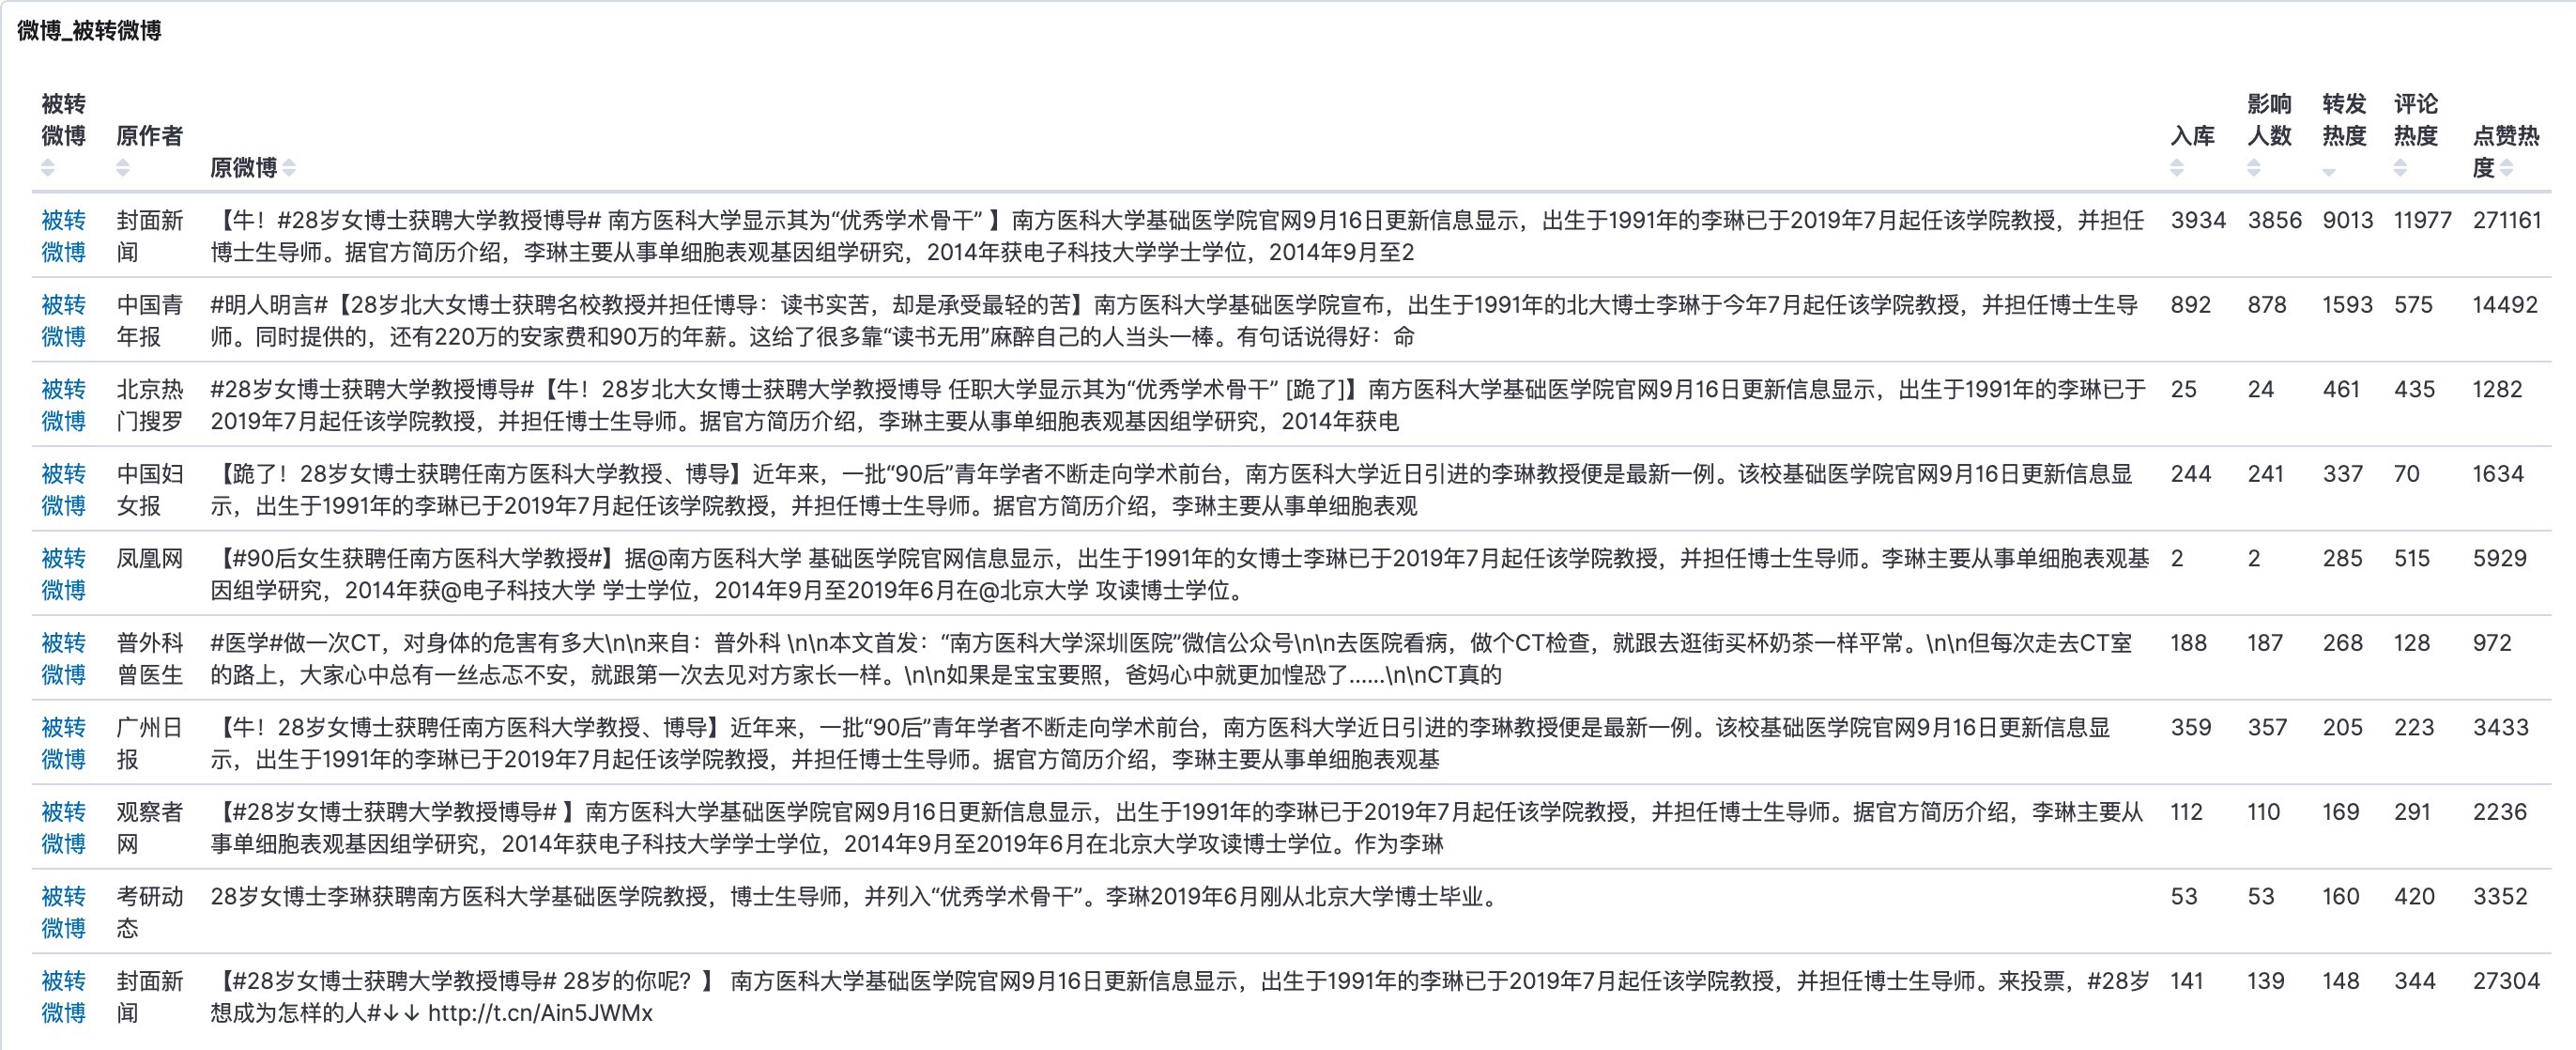 微博_被转微博
被转微博 原作者 原微博 入库 影响人数 转发热度 评论热度 点赞热度
被转 封面新 【牛！#28岁女博士获聘大学教授博导# 南方医科大学显示其为“优秀学术骨干” 】南方医科大学基础医学院官网9月16日更新信息显示，出生于1991年的李琳已于2019年7月起任该学院教授，并担任 3934 3856 9013 11977 271161
微博 闻 博士生导师。据官方简历介绍，李琳主要从事单细胞表观基因组学研究，2014年获电子科技大学学士学位，2014年9月至2
被转 中国青 #明人明言#【28岁北大女博士获聘名校教授并担任博导：读书实苦，却是承受最轻的苦】南方医科大学基础医学院宣布，出生于1991年的北大博士李琳于今年7月起任该学院教授，并担任博士生导 892 878 1593 575 14492
微博 年报 师。同时提供的，还有220万的安家费和90万的年薪。这给了很多靠“读书无用”麻醉自己的人当头一棒。有句话说得好：命
被转 北京热 #28岁女博士获聘大学教授博导#【牛！28岁北大女博士获聘大学教授博导 任职大学显示其为“优秀学术骨干” [跪了]】南方医科大学基础医学院官网9月16日更新信息显示，出生于1991年的李琳已于 25 24 461 435 1282
微博 门搜罗 2019年7月起任该学院教授，并担任博士生导师。据官方简历介绍，李琳主要从事单细胞表观基因组学研究，2014年获电
被转 中国妇 【跪了！28岁女博士获聘任南方医科大学教授、博导】近年来，一批“90后”青年学者不断走向学术前台，南方医科大学近日引进的李琳教授便是最新一例。该校基础医学院官网9月16日更新信息显 244 241 337 70 1634
微博 女报 示，出生于1991年的李琳已于2019年7月起任该学院教授，并担任博士生导师。据官方简历介绍，李琳主要从事单细胞表观
被转 凤凰网 【#90后女生获聘任南方医科大学教授#】据@南方医科大学 基础医学院官网信息显示，出生于1991年的女博士李琳已于2019年7月起任该学院教授，并担任博士生导师。李琳主要从事单细胞表观基 2 2 285 515 5929
微博 因组学研究，2014年获@电子科技大学 学士学位，2014年9月至2019年6月在@北京大学 攻读博士学位。
被转 普外科 #医学#做一次CT，对身体的危害有多大\n\n来自：普外科 \n\n本文首发：“南方医科大学深圳医院”微信公众号\n\n去医院看病，做个CT检查，就跟去逛街买杯奶茶一样平常。\n\n但每次走去CT室 188 187 268 128 972
微博 曾医生 的路上，大家心中总有一丝忐忑不安，就跟第一次去见对方家长一样。\n\n如果是宝宝要照，爸妈心中就更加惶恐了......\n\nCT真的
被转 广州日 【牛！28岁女博士获聘任南方医科大学教授、博导】近年来，一批“90后”青年学者不断走向学术前台，南方医科大学近日引进的李琳教授便是最新一例。该校基础医学院官网9月16日更新信息显 359 357 205 223 3433
微博 报 示，出生于1991年的李琳已于2019年7月起任该学院教授，并担任博士生导师。据官方简历介绍，李琳主要从事单细胞表观基
被转 观察者 【#28岁女博士获聘大学教授博导# 】南方医科大学基础医学院官网9月16日更新信息显示，出生于1991年的李琳已于2019年7月起任该学院教授，并担任博士生导师。据官方简历介绍，李琳主要从 112 110 169 291 2236
微博 网 事单细胞表观基因组学研究，2014年获电子科技大学学士学位，2014年9月至2019年6月在北京大学攻读博士学位。作为李琳
被转 考研动 28岁女博士李琳获聘南方医科大学基础医学院教授，博士生导师，并列入“优秀学术骨干”。李琳2019年6月刚从北京大学博士毕业。 53 53 160 420 3352
微博 态
被转 封面新 【#28岁女博士获聘大学教授博导# 28岁的你呢？】 南方医科大学基础医学院官网9月16日更新信息显示，出生于1991年的李琳已于2019年7月起任该学院教授，并担任博士生导师。来投票，#28岁 141 139 148 344 27304
微博 闻 想成为怎样的人#↓↓ http://t.cn/Ain5JWMx